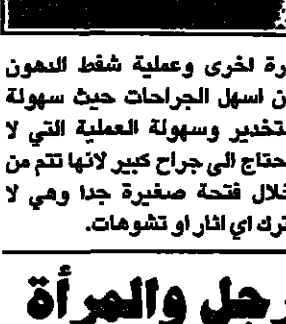 رة اخرى وعملية شفط الدهون
ن اسهل الجراحات حيث سهولة
تخدير وسهولة العملية التي لا
حتاج الى جراح كبير لانها تتم من
خلال فتحة صغيرة جدا وهي لا
ترك اي اثار او تشوهات.
رجل والمرأة